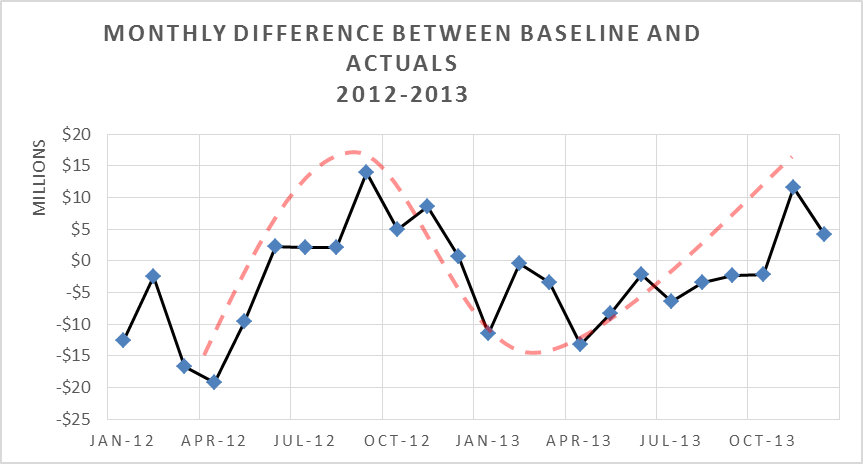 MONTHLY DIFFERENCE BETWEEN BASELINE AND
ACTUALS
2012-2013
MILLIONS
$20
$15
$10
$5
$0
-$5
-$10
-$15
-$20
-$25
JAN-12 APR-12 JUL-12 OCT-12 JAN-13 APR-13 JUL-13 OCT-13